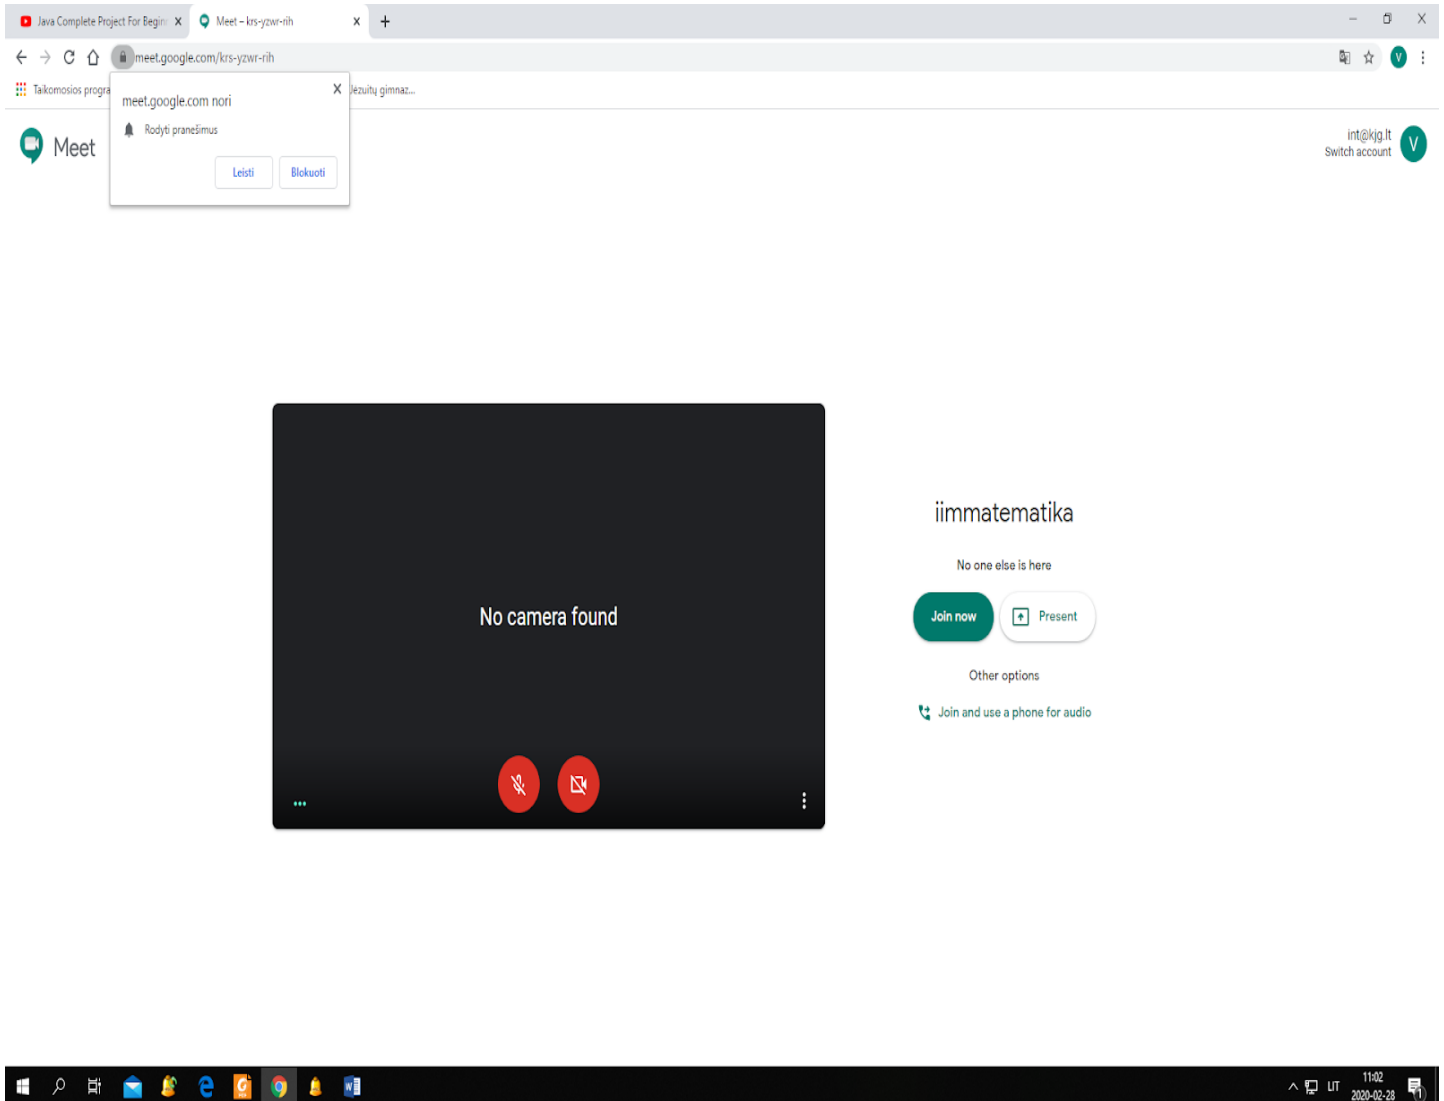 Java Complete Project For Begin
Meet – krs-yzwr-rih
meet.google.com/krs-yzwr-rih
Taikomosios progra
Jėzuitų gimnaz...
meet.google.com nori
Rodyti pranešimus
Leisti
Blokuoti
Meet
int@kjg.lt
Switch account
V
V
No camera found
iimmatematika
No one else is here
Join now
Present
Other options
Join and use a phone for audio
LIT
11:02
2020-02-28
1